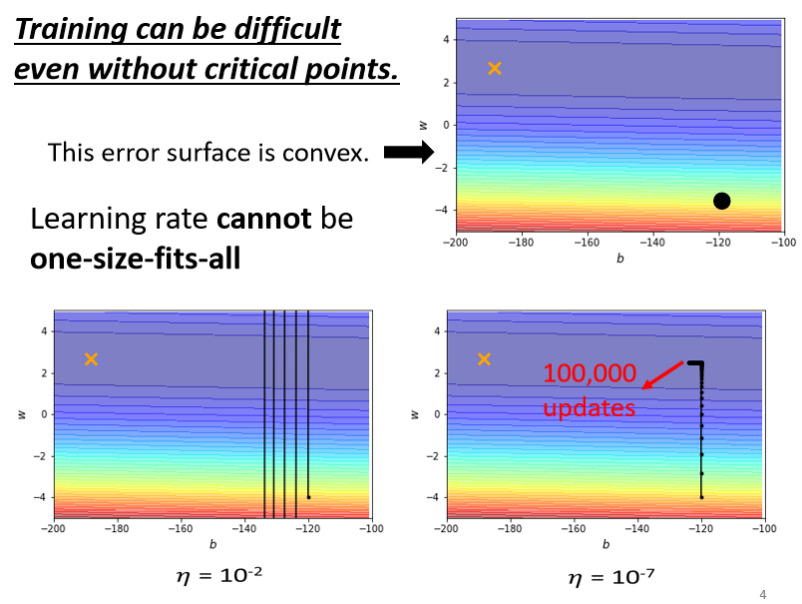 Training can be difficult
even without critical points.
This error surface is convex.
Learning rate cannot be
one-size-fits-all
4
2
0
−2
−4
w
−200 −180 −160 −140 −120 −100
b
4
2
0
−2
−4
w
−200 −180 −160 −140 −120 −100
b
η = 10-2
4
2
0
−2
−4
w
100,000
updates
−200 −180 −160 −140 −120 −100
b
η = 10-7
4